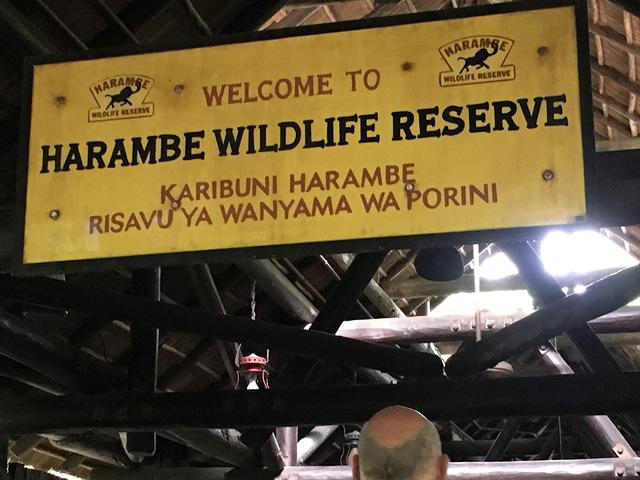 HARAMBE
WILDLIFE RESERVE
HARAMBE
WILDLIFE RESERVE
WELCOME TO
HARAMBE WILDLIFE RESERVE
KARIBUNI HARAMBE
RISAVU YA WANYAMA WA PORINI